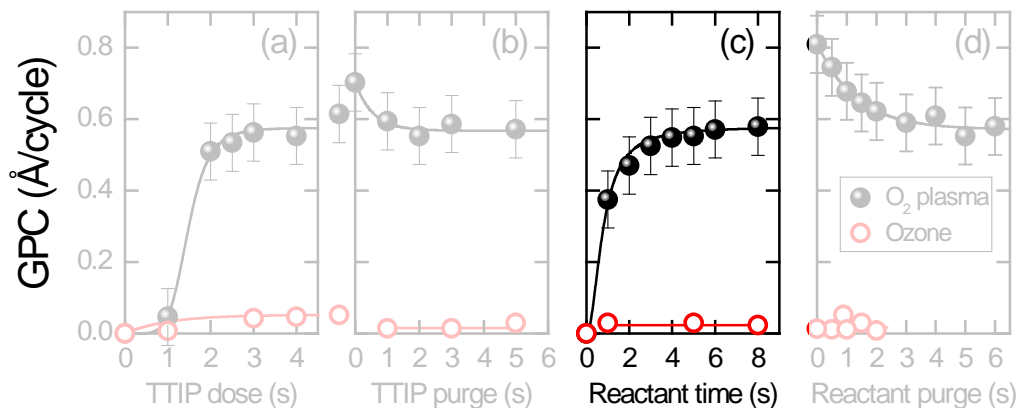 (a) (b) (c) (d)
GPC (Å/cycle)
0.8
0.6
0.4
0.2
0.0
O₂ plasma
Ozone
0 1 2 3 4 0 1 2 3 4 5 6 0 2 4 6 8 0 1 2 3 4 5 6
TTIP dose (s) TTIP purge (s) Reactant time (s) Reactant purge (s)